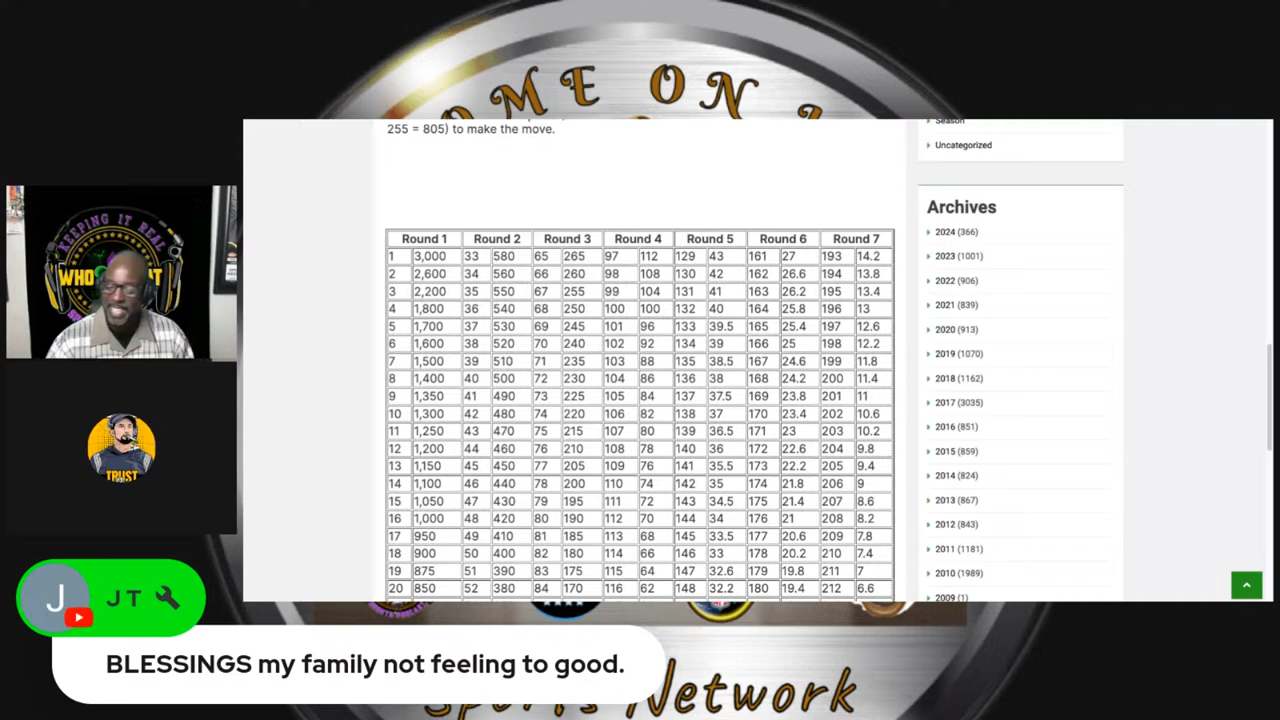 OME ON
255 = 805) to make the move.
Season
Uncategorized
Archives
2024 (366)
2023 (1001)
2022 (906)
2021 (839)
2020 (913)
2019 (1070)
2018 (1162)
2017 (3035)
2016 (851)
2015 (859)
2014 (824)
2013 (867)
2012 (843)
2011 (1181)
2010 (1989)
2009 (1)
Round 1 Round 2 Round 3 Round 4 Round 5 Round 6 Round 7
1 3,000 33 580 65 265 97 112 129 43 161 27 193 14.2
2 2,600 34 560 66 260 98 108 130 42 162 26.6 194 13.8
3 2,200 35 550 67 255 99 104 131 41 163 26.2 195 13.4
4 1,800 36 540 68 250 100 100 132 40 164 25.8 196 13
5 1,700 37 530 69 245 101 96 133 39.5 165 25.4 197 12.6
6 1,600 38 520 70 240 102 92 134 39 166 25 198 12.2
7 1,500 39 510 71 235 103 88 135 38.5 167 24.6 199 11.8
8 1,400 40 500 72 230 104 86 136 38 168 24.2 200 11.4
9 1,350 41 490 73 225 105 84 137 37.5 169 23.8 201 11
10 1,300 42 480 74 220 106 82 138 37 170 23.4 202 10.6
11 1,250 43 470 75 215 107 80 139 36.5 171 23 203 10.2
12 1,200 44 460 76 210 108 78 140 36 172 22.6 204 9.8
13 1,150 45 450 77 205 109 76 141 35.5 173 22.2 205 9.4
14 1,100 46 440 78 200 110 74 142 35 174 21.8 206 9
15 1,050 47 430 79 195 111 72 143 34.5 175 21.4 207 8.6
16 1,000 48 420 80 190 112 70 144 34 176 21 208 8.2
17 950 49 410 81 185 113 68 145 33.5 177 20.6 209 7.8
18 900 50 400 82 180 114 66 146 33 178 20.2 210 7.4
19 875 51 390 83 175 115 64 147 32.6 179 19.8 211 7
20 850 52 380 84 170 116 62 148 32.2 180 19.4 212 6.6
KEEPING IT REAL
WHO
TRUST
J
J T
BLESSINGS my family not feeling to good.
Sports Network